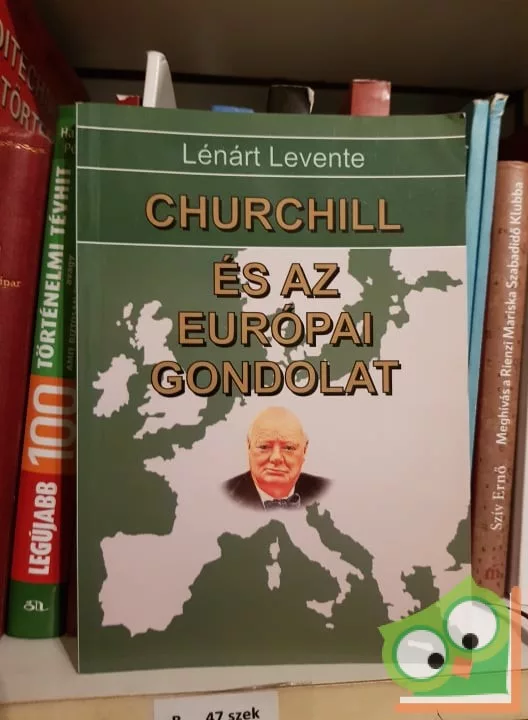 Lénárt Levente
CHURCHILL
ÉS AZ
EURÓPAI
GONDOLAT
LEGÚJABB 100 TÖRTÉNELMI TÉVHIT
Szív Ernő Meghívás a Rienzi Mariska Szabadidő Klubba
47 szek